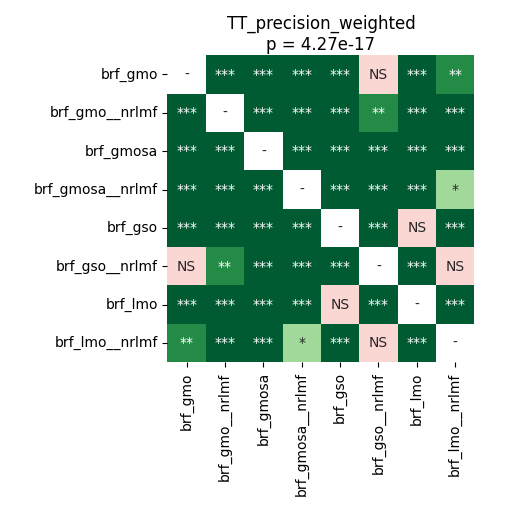 TT_precision_weighted
p = 4.27e-17
brf_gmo - *** *** *** *** NS *** **
brf_gmo__nrlmf *** - *** *** *** ** *** ***
brf_gmosa *** *** - *** *** *** *** ***
brf_gmosa__nrlmf *** *** *** - *** *** *** *
brf_gso *** *** *** *** - *** NS ***
brf_gso__nrlmf NS ** *** *** *** - *** NS
brf_lmo *** *** *** *** NS *** - ***
brf_lmo__nrlmf ** *** *** * *** NS *** -
brf_gmo
brf_gmo__nrlmf
brf_gmosa
brf_gmosa__nrlmf
brf_gso
brf_gso__nrlmf
brf_lmo
brf_lmo__nrlmf